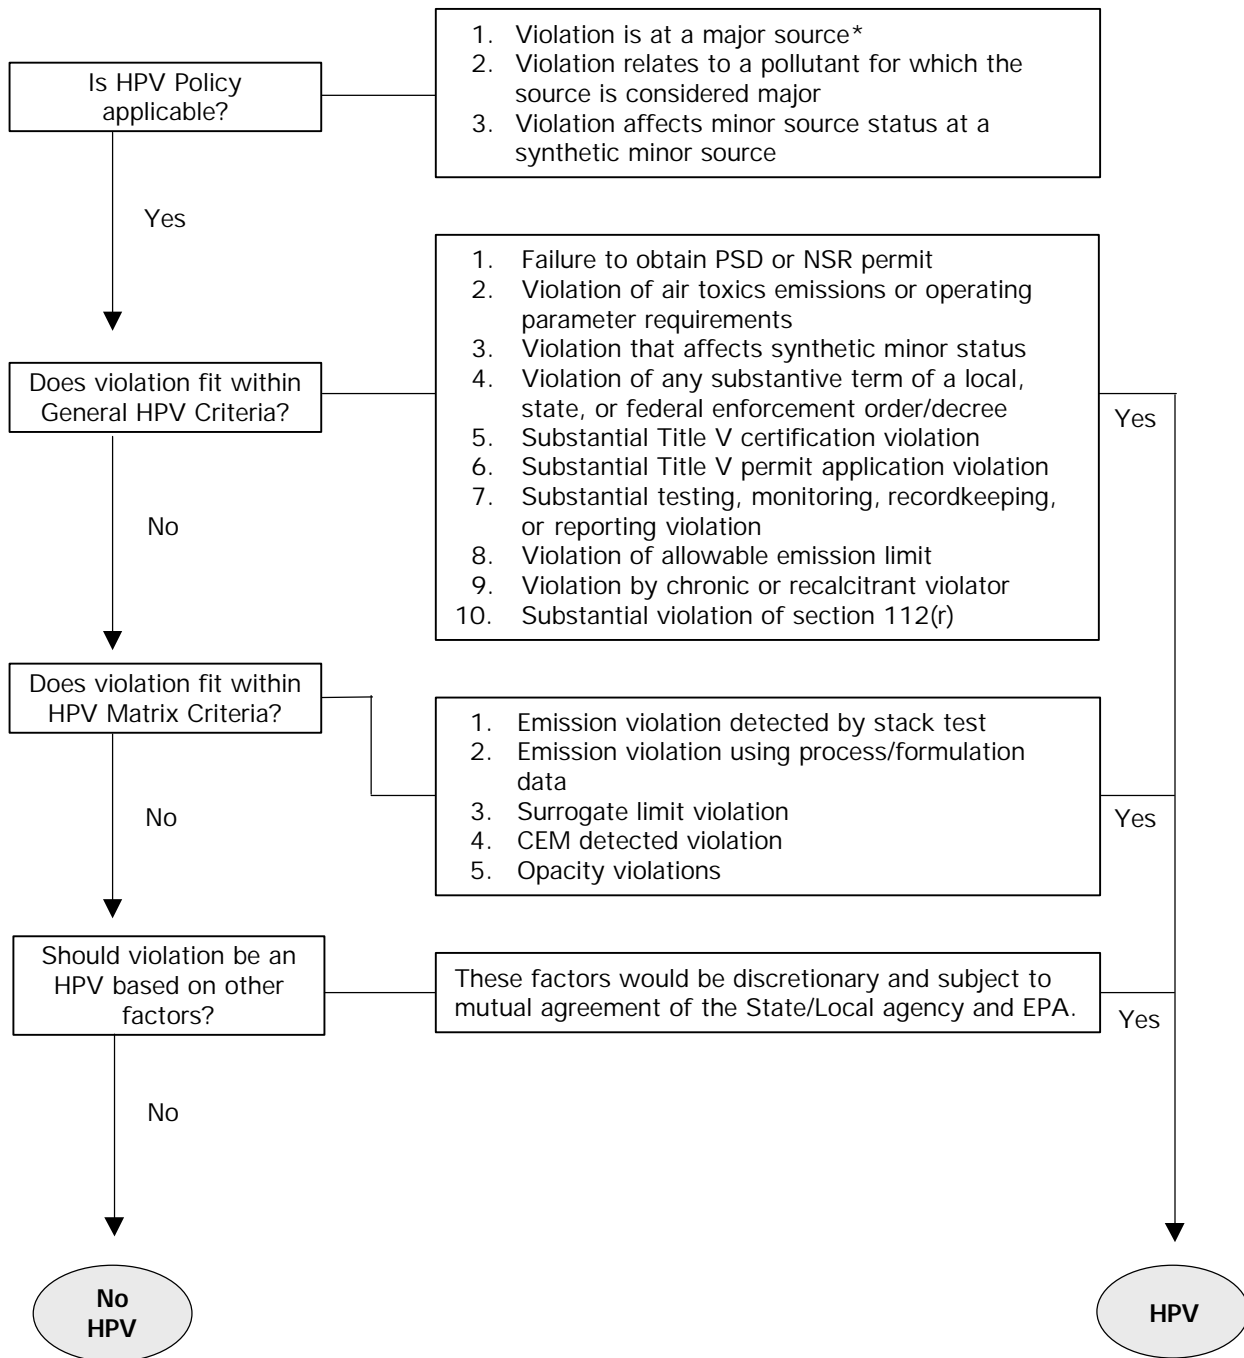 Is HPV Policy
applicable?
1. Violation is at a major source*
2. Violation relates to a pollutant for which the
source is considered major
3. Violation affects minor source status at a
synthetic minor source
Yes
Does violation fit within
General HPV Criteria?
1. Failure to obtain PSD or NSR permit
2. Violation of air toxics emissions or operating
parameter requirements
3. Violation that affects synthetic minor status
4. Violation of any substantive term of a local,
state, or federal enforcement order/decree
5. Substantial Title V certification violation
6. Substantial Title V permit application violation
7. Substantial testing, monitoring, recordkeeping,
or reporting violation
8. Violation of allowable emission limit
9. Violation by chronic or recalcitrant violator
10. Substantial violation of section 112(r)
Yes
No
Does violation fit within
HPV Matrix Criteria?
1. Emission violation detected by stack test
2. Emission violation using process/formulation
data
3. Surrogate limit violation
4. CEM detected violation
5. Opacity violations
Yes
No
Should violation be an
HPV based on other
factors?
These factors would be discretionary and subject to
mutual agreement of the State/Local agency and EPA.
Yes
No
No
HPV
HPV